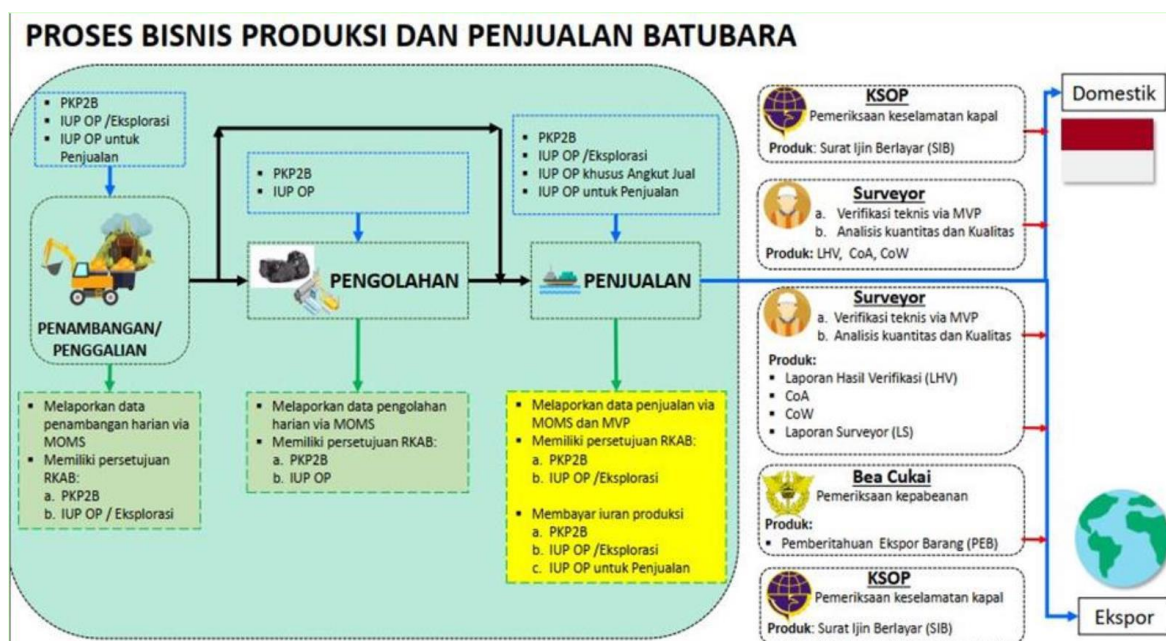 PROSES BISNIS PRODUKSI DAN PENJUALAN BATUBARA
▪ PKP2B
▪ IUP OP /Eksplorasi
▪ IUP OP untuk
Penjualan
PENAMBANGAN/
PENGGALIAN
▪ Melaporkan data
penambangan harian via
MOMS
▪ Memiliki persetujuan
RKAB:
a. PKP2B
b. IUP OP / Eksplorasi
▪ PKP2B
▪ IUP OP
PENGOLAHAN
▪ Melaporkan data pengolahan
harian via MOMS
▪ Memiliki persetujuan RKAB:
a. PKP2B
b. IUP OP
▪ PKP2B
▪ IUP OP /Eksplorasi
▪ IUP OP khusus Angkut Jual
▪ IUP OP untuk Penjualan
PENJUALAN
▪ Melaporkan data penjualan via
MOMS dan MVP
▪ Memiliki persetujuan RKAB:
a. PKP2B
b. IUP OP /Eksplorasi
▪ Membayar iuran produksi
a. PKP2B
b. IUP OP /Eksplorasi
c. IUP OP untuk Penjualan
KSOP
Pemeriksaan keselamatan kapal
Produk: Surat Ijin Berlayar (SIB)
Surveyor
a. Verifikasi teknis via MVP
b. Analisis kuantitas dan Kualitas
Produk: LHV, CoA, CoW
Surveyor
a. Verifikasi teknis via MVP
b. Analisis kuantitas dan Kualitas
Produk:
▪ Laporan Hasil Verifikasi (LHV)
▪ CoA
▪ CoW
▪ Laporan Surveyor (LS)
Bea Cukai
Pemeriksaan kepabeanan
Produk:
▪ Pemberitahuan Ekspor Barang (PEB)
KSOP
Pemeriksaan keselamatan kapal
Produk: Surat Ijin Berlayar (SIB)
Domestik
Ekspor